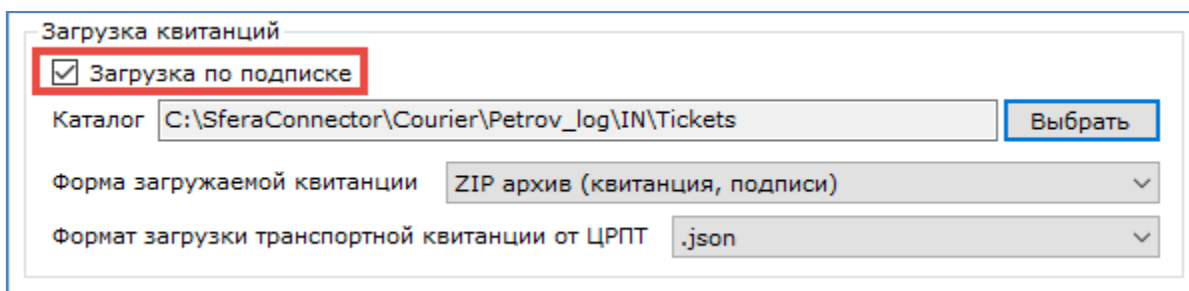 Загрузка квитанций
Загрузка по подписке
Каталог C:\SferaConnector\Courier\Petrov_log\IN\Tickets Выбрать
Форма загружаемой квитанции ZIP архив (квитанция, подписи)
Формат загрузки транспортной квитанции от ЦРПТ .json